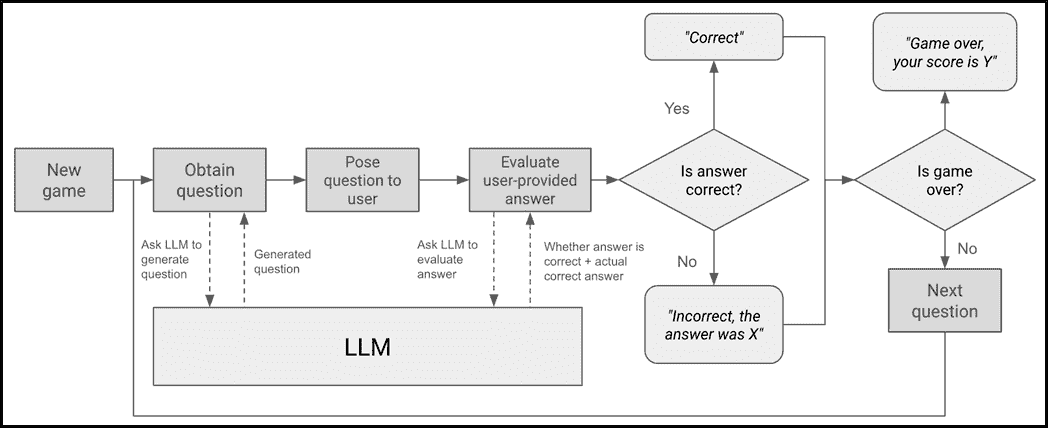 New
game
Obtain
question
Pose
question to
user
Evaluate
user-provided
answer
Is answer
correct?
Yes
"Correct"
No
"Incorrect, the
answer was X"
Is game
over?
"Game over,
your score is Y"
No
Next
question
Ask LLM to
generate
question
Generated
question
Ask LLM to
evaluate
answer
Whether answer is
correct + actual
correct answer
LLM